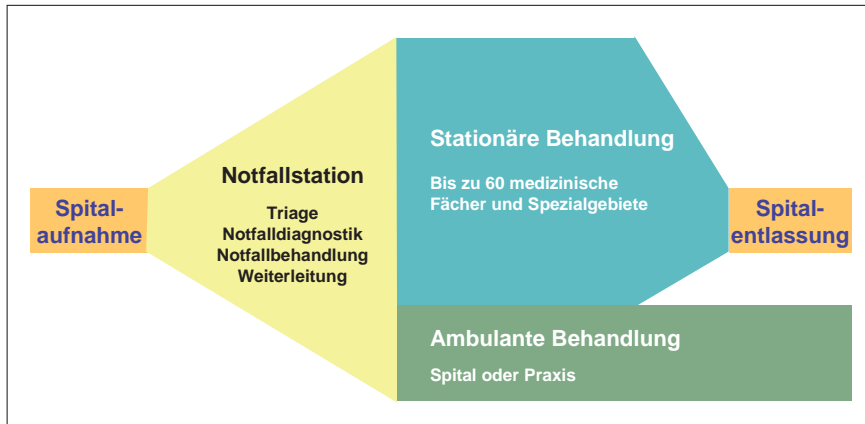 Spital-
aufnahme
Notfallstation
Triage
Notfalldiagnostik
Notfallbehandlung
Weiterleitung
Stationäre Behandlung
Bis zu 60 medizinische
Fächer und Spezialgebiete
Ambulante Behandlung
Spital oder Praxis
Spital-
entlassung